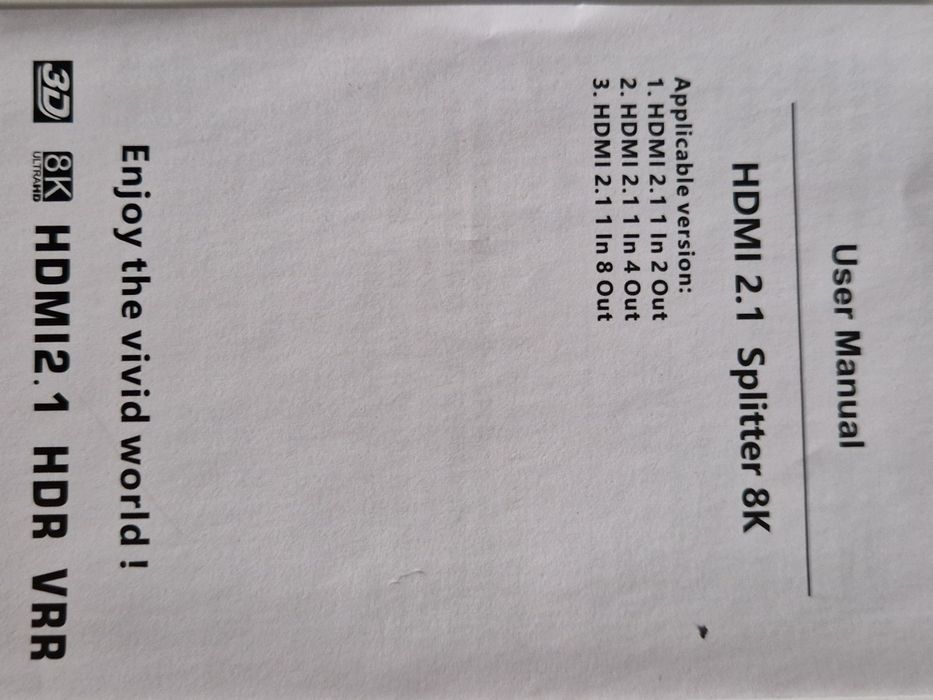 User Manual
HDMI 2.1 Splitter 8K
Applicable version:
1. HDMI 2.1 1 In 2 Out
2. HDMI 2.1 1 In 4 Out
3. HDMI 2.1 1 In 8 Out
Enjoy the vivid world !
3D 8K ULTRAHD HDMI2.1 HDR VRR